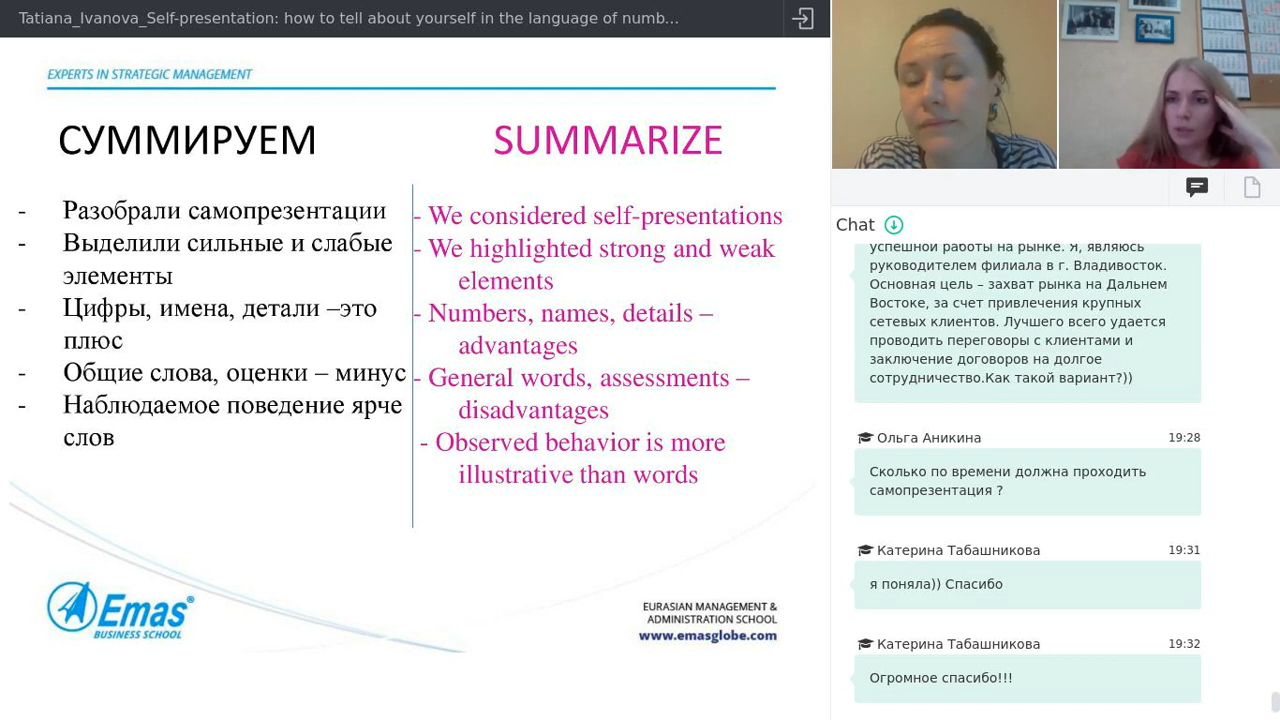 Tatiana_Ivanova_Self-presentation: how to tell about yourself in the language of numb...
EXPERTS IN STRATEGIC MANAGEMENT
СУММИРУЕМ
- Разобрали самопрезентации
- Выделили сильные и слабые
элементы
- Цифры, имена, детали –это
плюс
- Общие слова, оценки – минус
- Наблюдаемое поведение ярче
слов
SUMMARIZE
- We considered self-presentations
- We highlighted strong and weak
elements
- Numbers, names, details –
advantages
- General words, assessments –
disadvantages
- Observed behavior is more
illustrative than words
Emas®
BUSINESS SCHOOL
EURASIAN MANAGEMENT &
ADMINISTRATION SCHOOL
www.emasglobe.com
Chat
успешной работы на рынке. Я, являюсь
руководителем филиала в г. Владивосток.
Основная цель – захват рынка на Дальнем
Востоке, за счет привлечения крупных
сетевых клиентов. Лучшего всего удается
проводить переговоры с клиентами и
заключение договоров на долгое
сотрудничество.Как такой вариант?))
Ольга Аникина 19:28
Сколько по времени должна проходить
самопрезентация ?
Катерина Табашникова 19:31
я поняла)) Спасибо
Катерина Табашникова 19:32
Огромное спасибо!!!